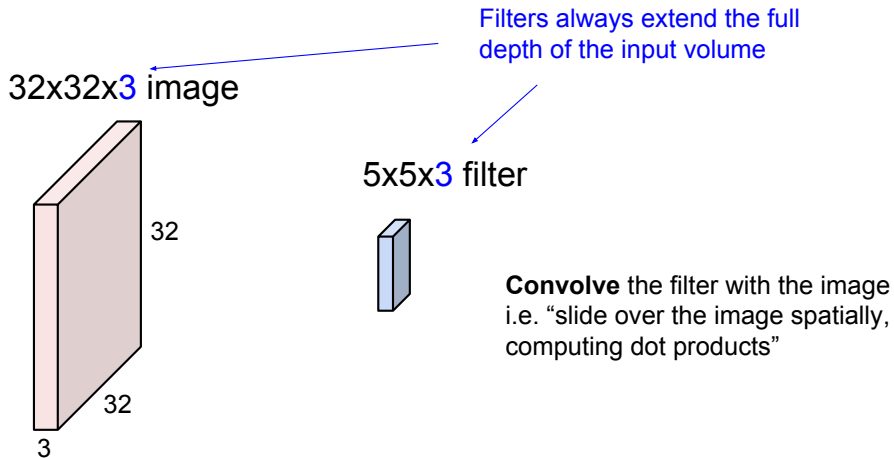 Filters always extend the full
depth of the input volume
32x32x3 image
5x5x3 filter
32
Convolve the filter with the image
i.e. “slide over the image spatially,
computing dot products”
32
3